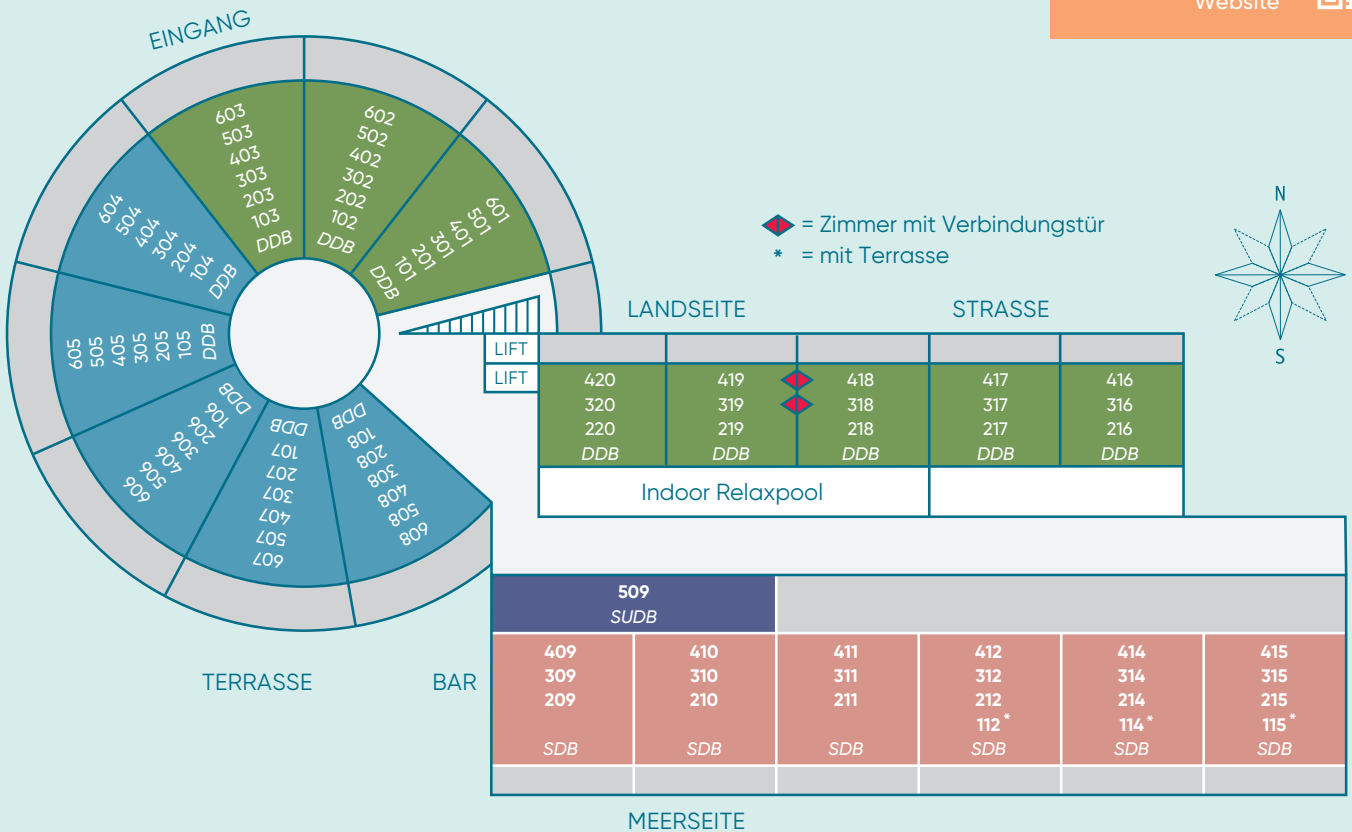 Website
EINGANG
603
503
403
303
203
103
DDB
602
502
402
302
202
102
DDB
601
501
401
301
201
101
DDB
604
504
404
304
204
104
DDB
605
505
405
305
205
105
DDB
606
506
406
306
206
106
DDB
607
507
407
307
207
107
DDB
608
508
408
308
208
108
DDB
= Zimmer mit Verbindungstür
* = mit Terrasse
N
S
LANDSEITE
STRASSE
LIFT
LIFT
420 419 418 417 416
320 319 318 317 316
220 219 218 217 216
DDB DDB DDB DDB DDB
Indoor Relaxpool
509
SUDB
409 410 411 412 414 415
309 310 311 312 314 315
209 210 211 212 214 215
112* 114* 115*
SDB SDB SDB SDB SDB SDB
TERRASSE
BAR
MEERSEITE